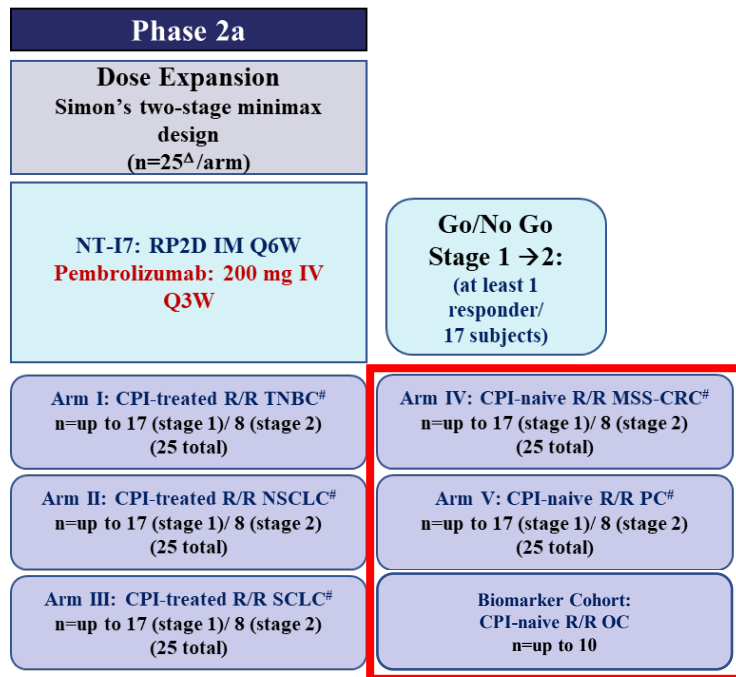 Phase 2a
Dose Expansion
Simon's two-stage minimax
design
(n=25Δ/arm)
NT-I7: RP2D IM Q6W
Pembrolizumab: 200 mg IV
Q3W
Go/No Go
Stage 1 →2:
(at least 1
responder/
17 subjects)
Arm I: CPI-treated R/R TNBC#
n=up to 17 (stage 1)/ 8 (stage 2)
(25 total)
Arm IV: CPI-naive R/R MSS-CRC#
n=up to 17 (stage 1)/ 8 (stage 2)
(25 total)
Arm II: CPI-treated R/R NSCLC#
n=up to 17 (stage 1)/ 8 (stage 2)
(25 total)
Arm V: CPI-naive R/R PC#
n=up to 17 (stage 1)/ 8 (stage 2)
(25 total)
Arm III: CPI-treated R/R SCLC#
n=up to 17 (stage 1)/ 8 (stage 2)
(25 total)
Biomarker Cohort:
CPI-naive R/R OC
n=up to 10